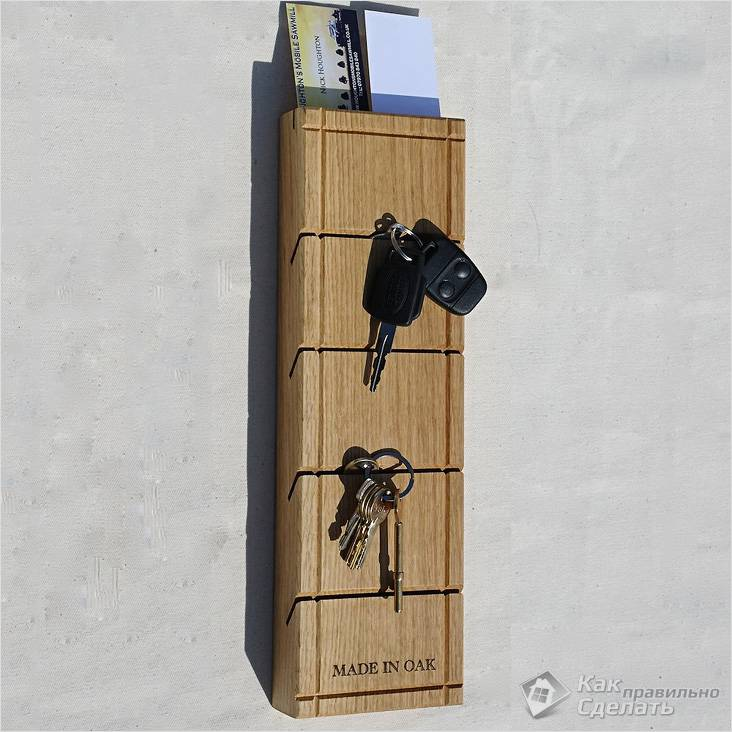 HOUGHTON'S MOBILE SAWMILL
NICK HOUGHTON
MADE IN OAK
Как правильно
Сделать